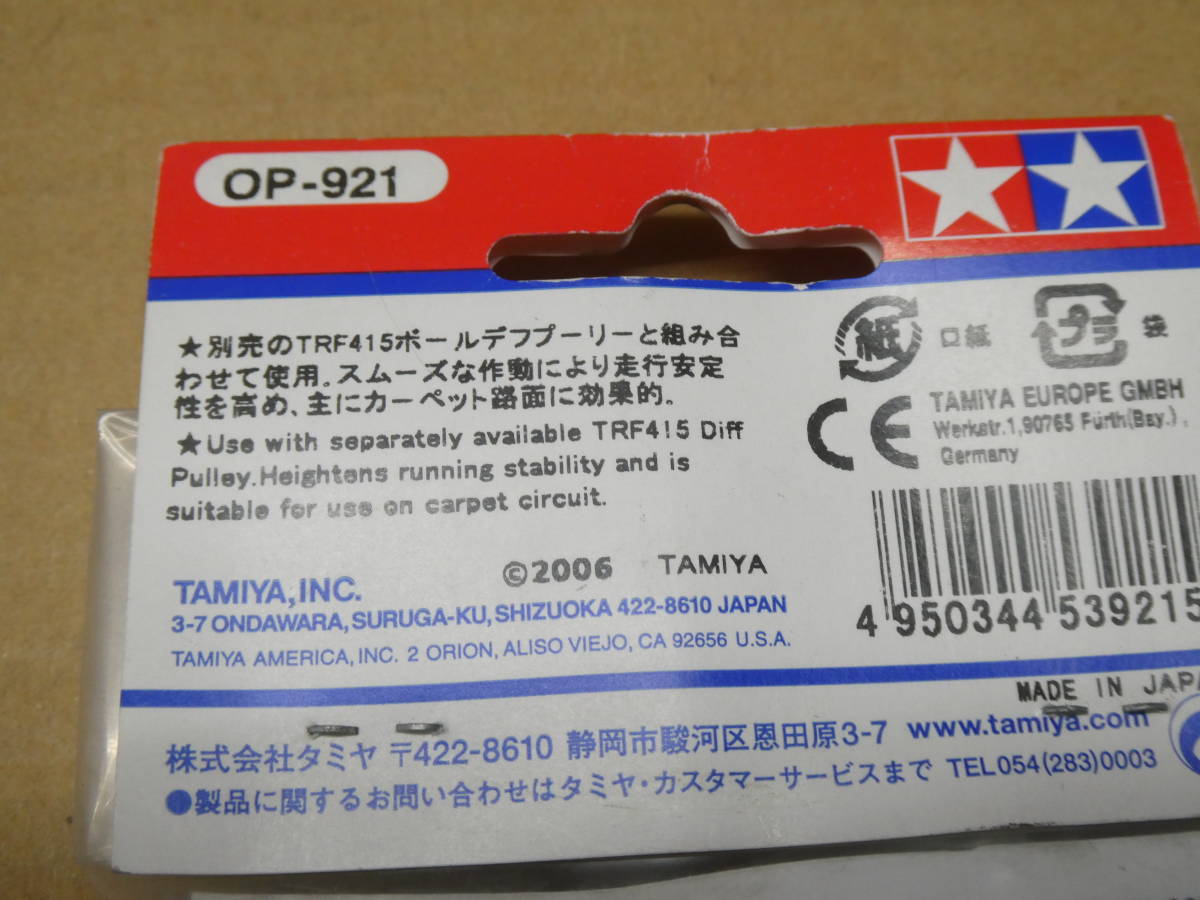 OP-921
★別売のTRF415ボールデフプーリーと組み合
わせて使用。スムーズな作動により走行安定
性を高め、主にカーペット路面に効果的。
★Use with separately available TRF415 Diff
Pulley.Heightens running stability and is
suitable for use on carpet circuit.
©2006 TAMIYA
TAMIYA,INC.
3-7 ONDAWARA, SURUGA-KU, SHIZUOKA 422-8610 JAPAN
TAMIYA AMERICA, INC. 2 ORION, ALISO VIEJO, CA 92656 U.S.A.
紙 口紙 プラ 袋
CE
TAMIYA EUROPE GMBH
Werkstr.1,90765 Fürth(Bay.),
Germany
4 950344 539215
MADE IN JAPA
株式会社タミヤ 〒422-8610 静岡市駿河区恩田原3-7 www.tamiya.com
●製品に関するお問い合わせはタミヤ・カスタマーサービスまで TEL054(283)0003